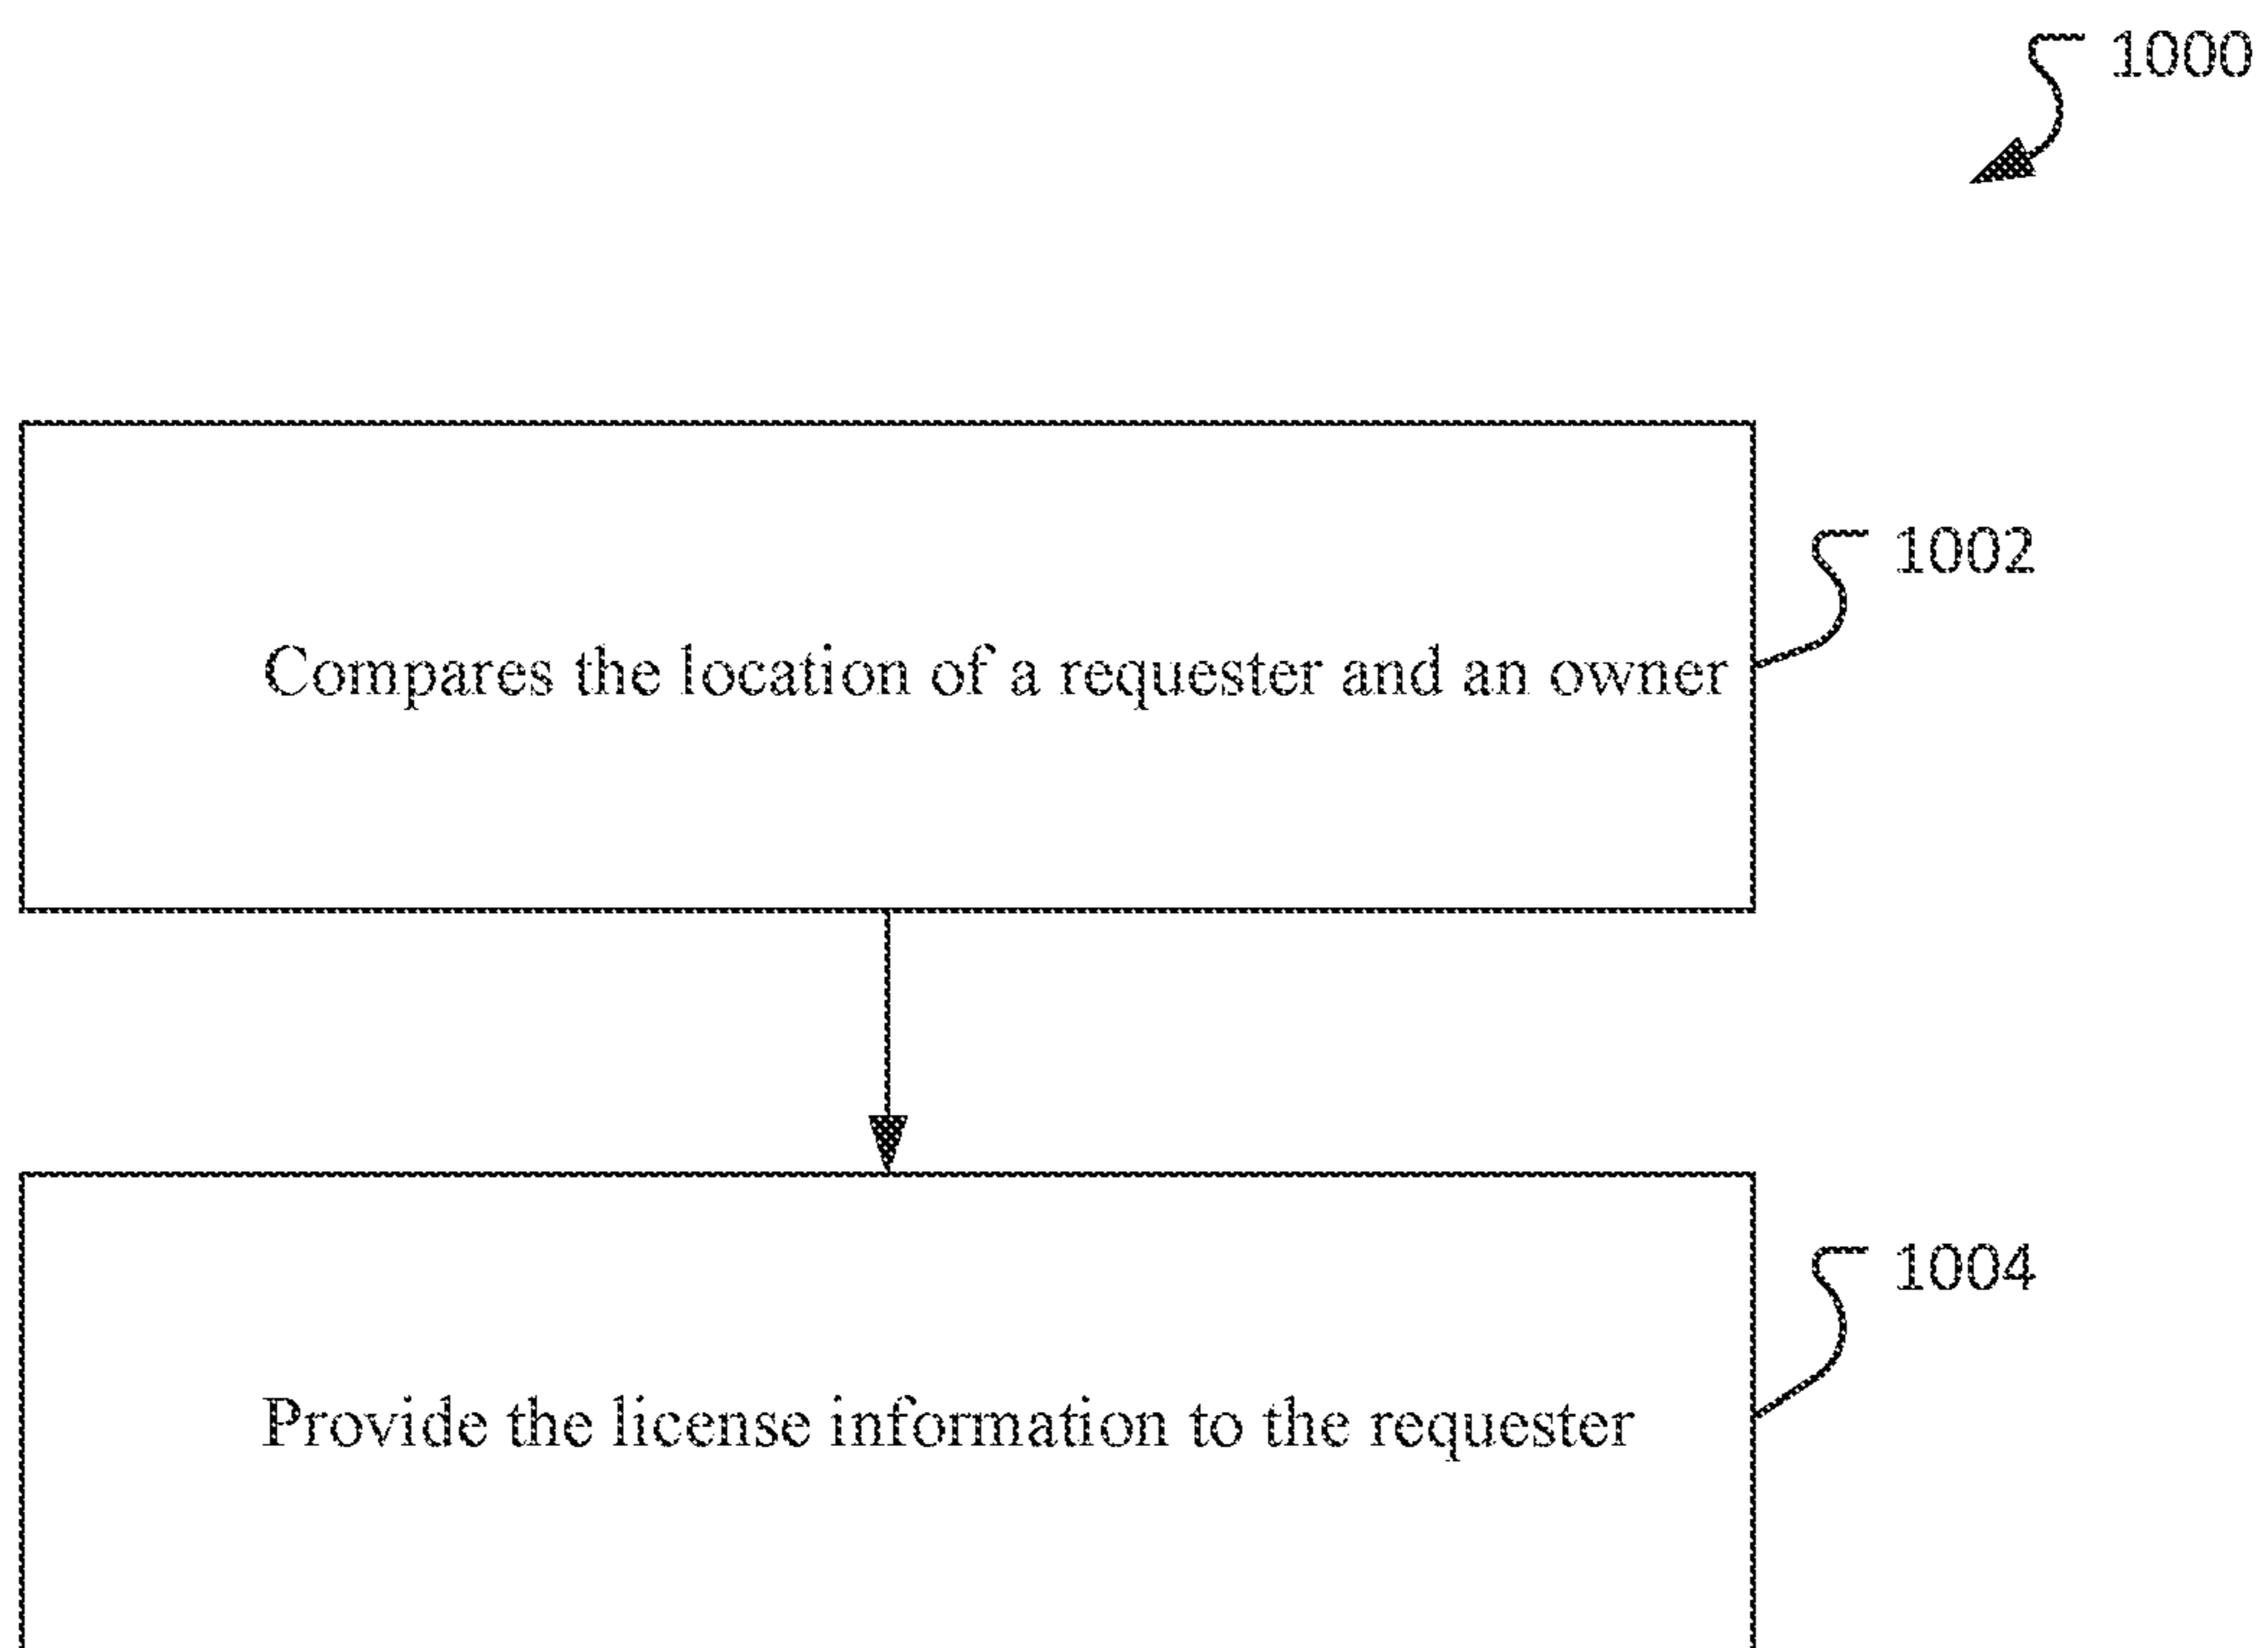 1000
1002
Compares the location of a requester and an owner
1004
Provide the license information to the requester